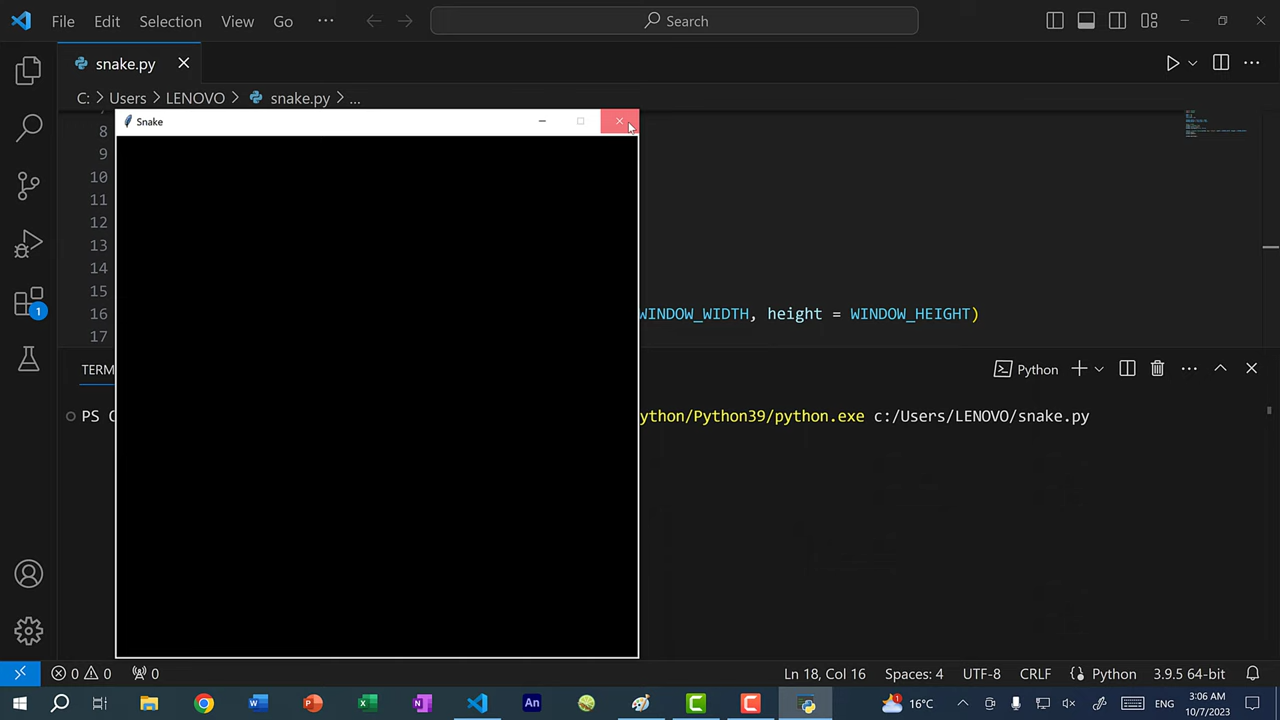 File Edit Selection View Go ··· Search
snake.py
C: > Users > LENOVO > snake.py > ...
Snake
8
9
10
11
12
13
14
15
16 WINDOW_WIDTH, height = WINDOW_HEIGHT)
17
TERM
Python
PS ython/Python39/python.exe c:/Users/LENOVO/snake.py
1
0 0 0 Ln 18, Col 16 Spaces: 4 UTF-8 CRLF Python 3.9.5 64-bit
An 16°C ENG 3:06 AM
10/7/2023